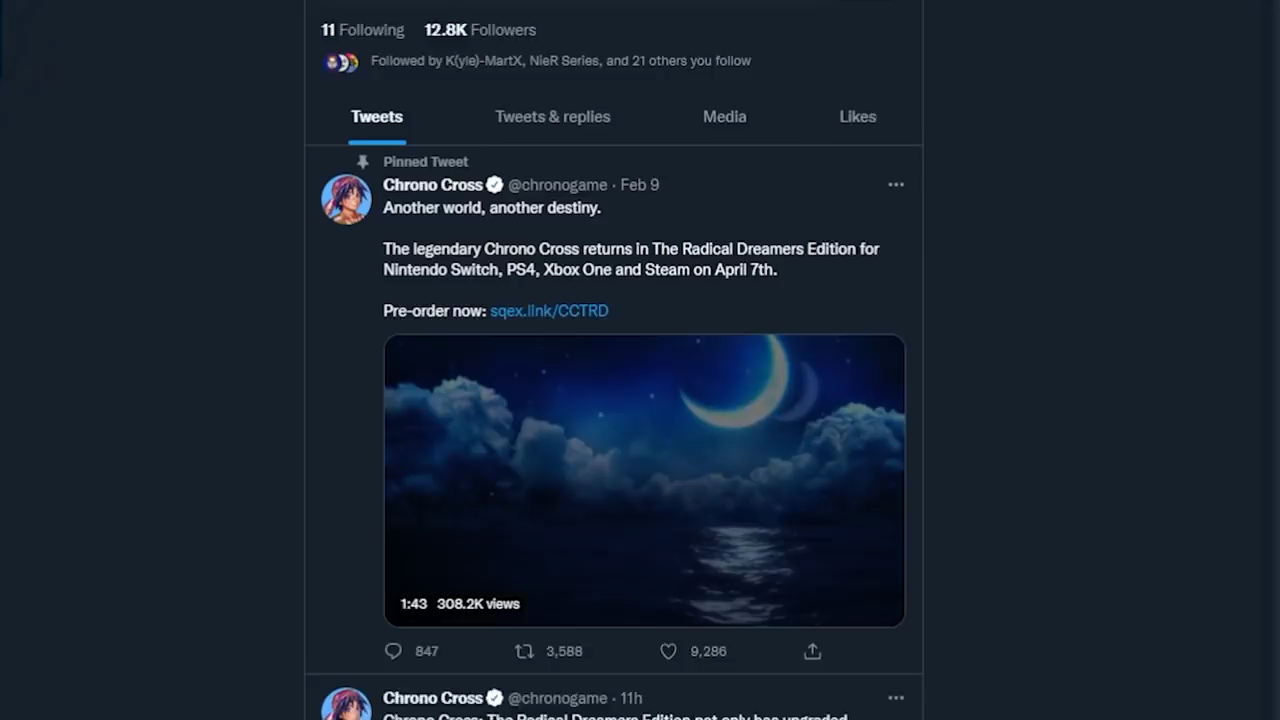 11 Following 12.8K Followers
Followed by K(yle)-MartX, NieR Series, and 21 others you follow
Tweets Tweets & replies Media Likes
Pinned Tweet
Chrono Cross @chronogame · Feb 9
Another world, another destiny.
The legendary Chrono Cross returns in The Radical Dreamers Edition for
Nintendo Switch, PS4, Xbox One and Steam on April 7th.
Pre-order now: sqex.link/CCTRD
1:43 308.2K views
847 3,588 9,286
Chrono Cross @chronogame · 11h
Chrono Cross: The Radical Dreamers Edition not only has upgraded